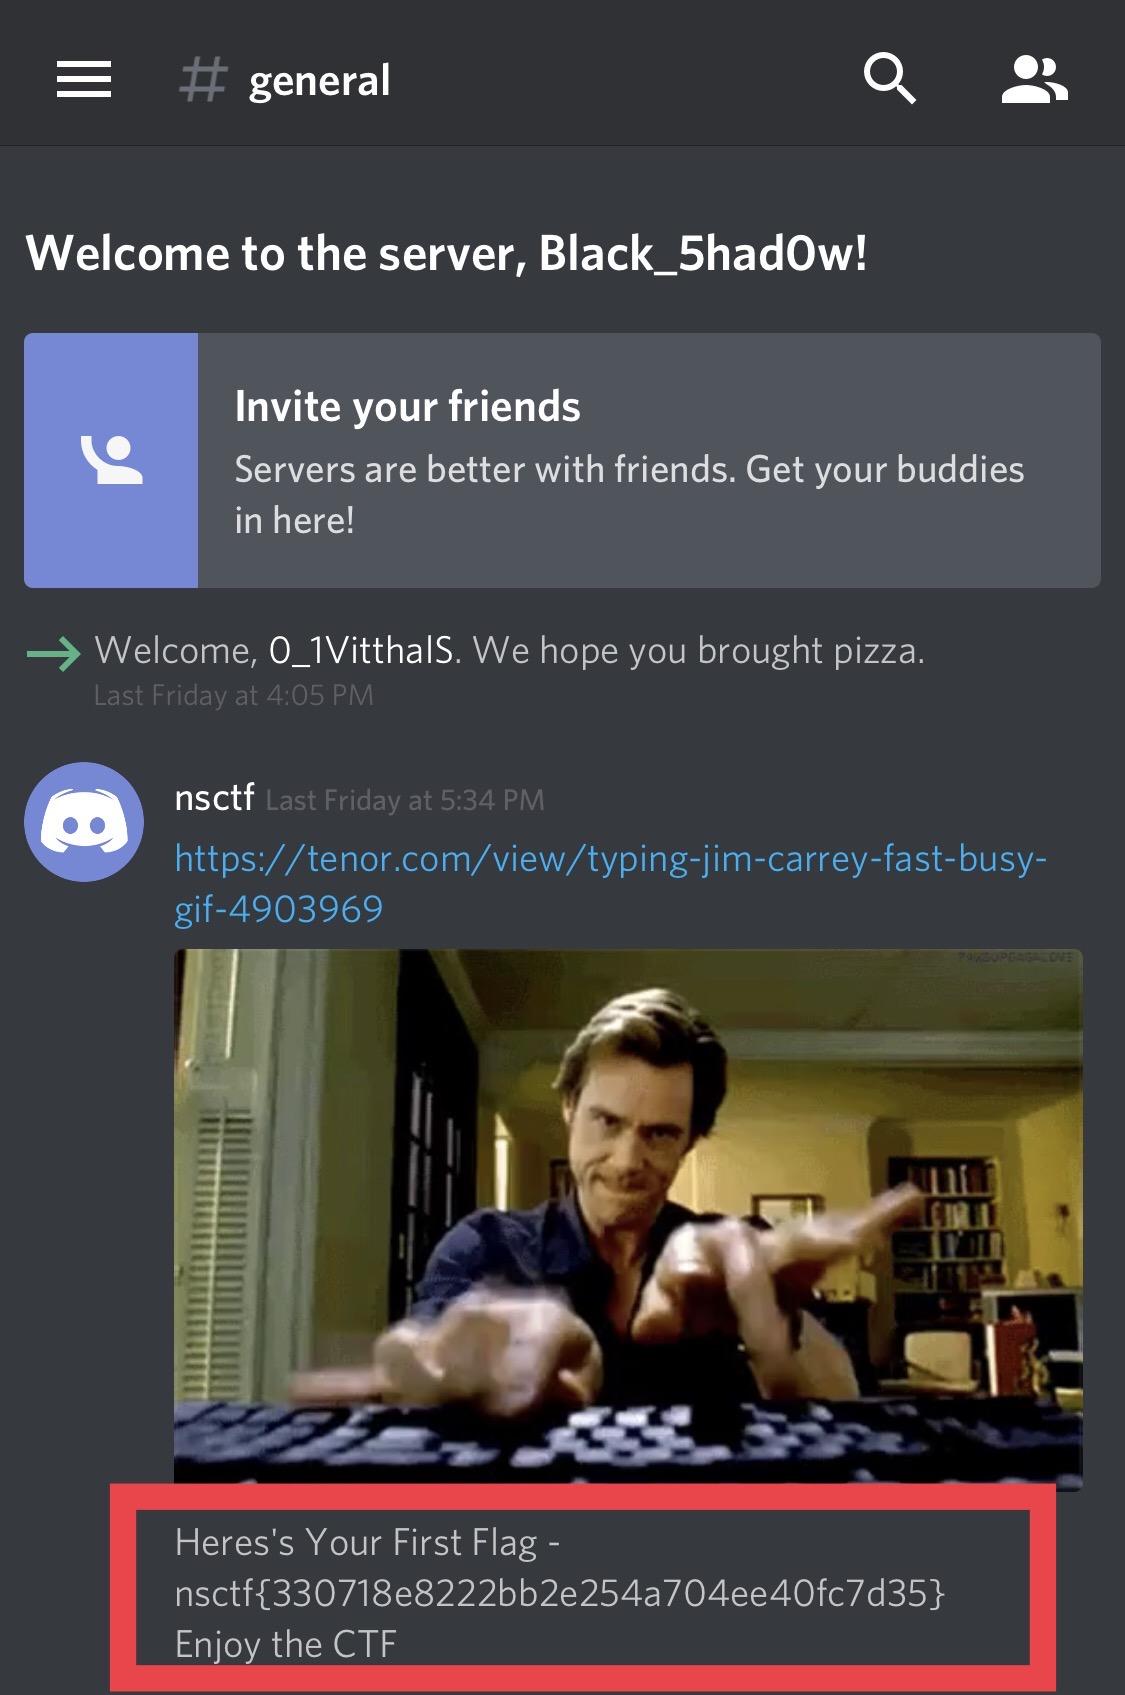 # general
Welcome to the server, Black_5had0w!
Invite your friends
Servers are better with friends. Get your buddies
in here!
Welcome, 0_1VitthalS. We hope you brought pizza.
Last Friday at 4:05 PM
nsctf Last Friday at 5:34 PM
https://tenor.com/view/typing-jim-carrey-fast-busy-
gif-4903969
Heres's Your First Flag -
nsctf{330718e8222bb2e254a704ee40fc7d35}
Enjoy the CTF